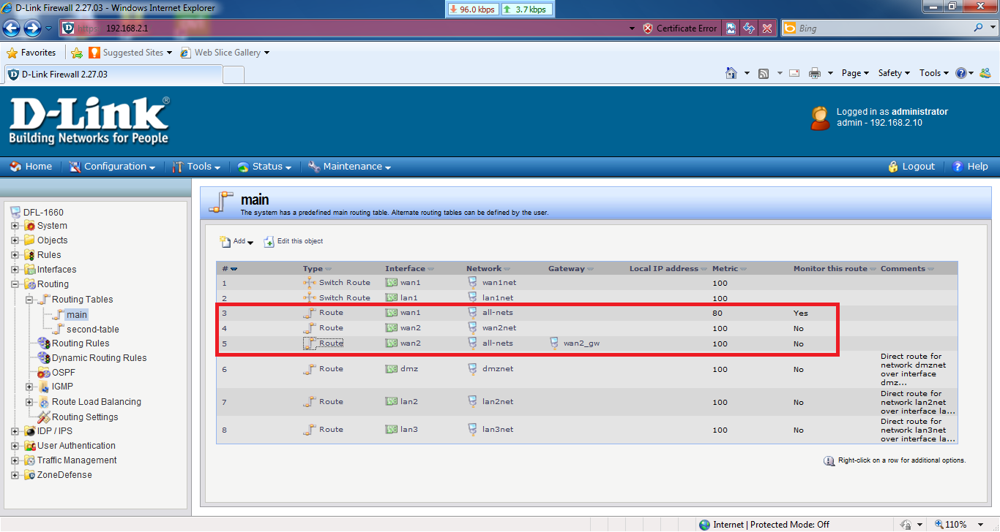 D-Link Firewall 2.27.03 - Windows Internet Explorer
96.0 kbps 3.7 kbps
https 192.168.2.1 Certificate Error Bing
Favorites Suggested Sites Web Slice Gallery
D-Link Firewall 2.27.03 Page Safety Tools
D-Link®
Building Networks for People
Logged in as administrator
admin - 192.168.2.10
Home Configuration Tools Status Maintenance Logout Help
DFL-1660
System
Objects
Rules
Interfaces
Routing
Routing Tables
main
second-table
Routing Rules
Dynamic Routing Rules
OSPF
IGMP
Route Load Balancing
Routing Settings
IDP / IPS
User Authentication
Traffic Management
ZoneDefense
main
The system has a predefined main routing table. Alternate routing tables can be defined by the user.
Add Edit this object
# Type Interface Network Gateway Local IP address Metric Monitor this route Comments
1 Switch Route wan1 wan1net 100
2 Switch Route lan1 lan1net 100
3 Route wan1 all-nets 80 Yes
4 Route wan2 wan2net 100 No
5 Route wan2 all-nets wan2_gw 100 No
6 Route dmz dmznet 100 No
Direct route for
network dmznet
over interface
dmz...
7 Route lan2 lan2net 100 No
Direct route for
network lan2net
over interface la...
8 Route lan3 lan3net 100 No
Direct route for
network lan3net
over interface la...
Right-click on a row for additional options.
Internet | Protected Mode: Off 110%